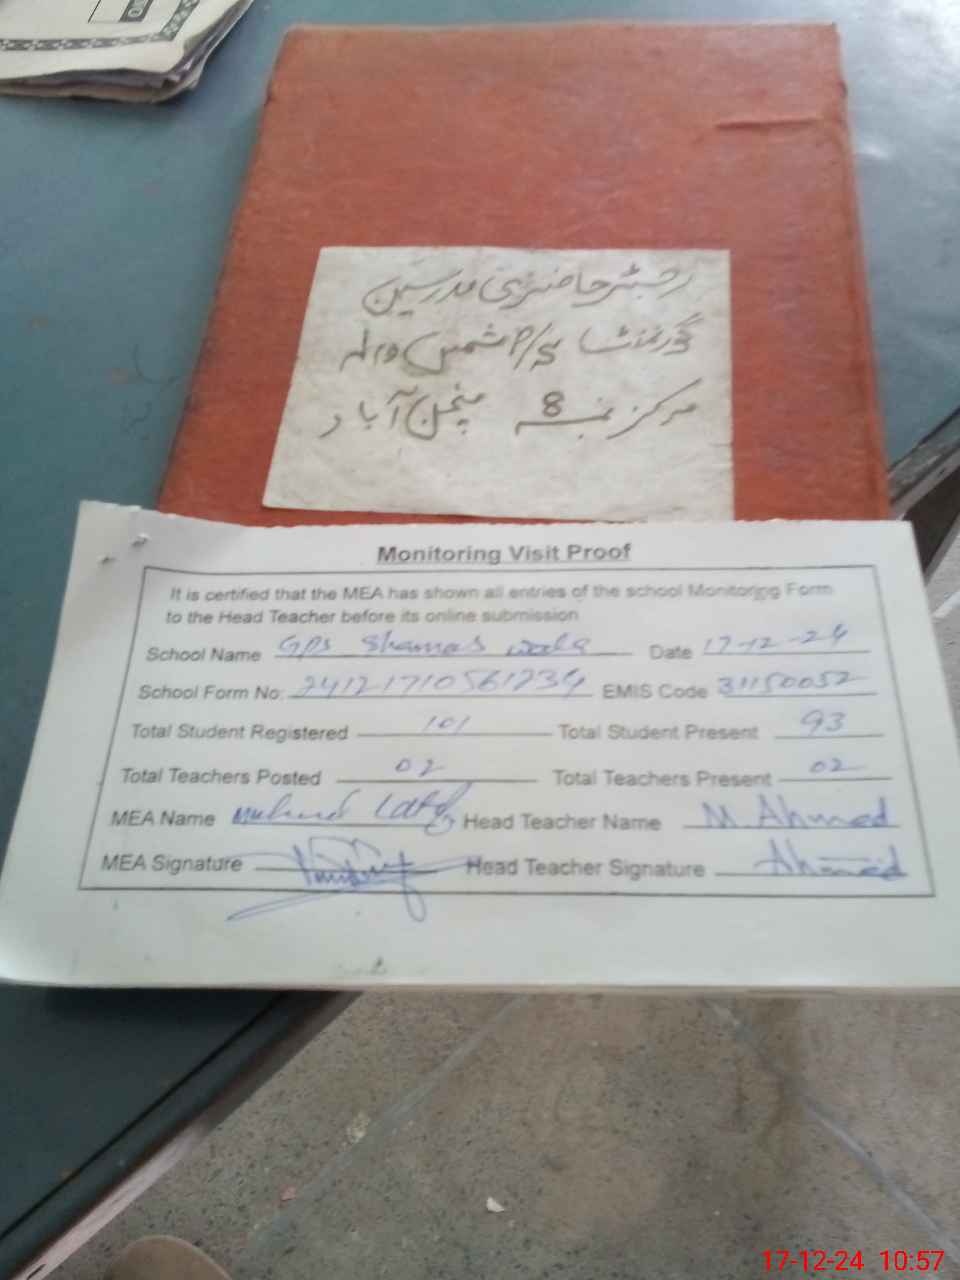 رجسٹر حاضری مدرسین
گورنمنٹ P/S شمس والہ
مرکز نمبر 8 منچن آباد
Monitoring Visit Proof
It is certified that the MEA has shown all entries of the school Monitoring Form
to the Head Teacher before its online submission
School Name GPS Shamas wala Date 17-12-24
School Form No: 24121710561234 EMIS Code 31150052
Total Student Registered 101 Total Student Present 93
Total Teachers Posted 02 Total Teachers Present 02
MEA Name Head Teacher Name M. Ahmed
MEA Signature Head Teacher Signature Ahmed
17-12-24 10:57